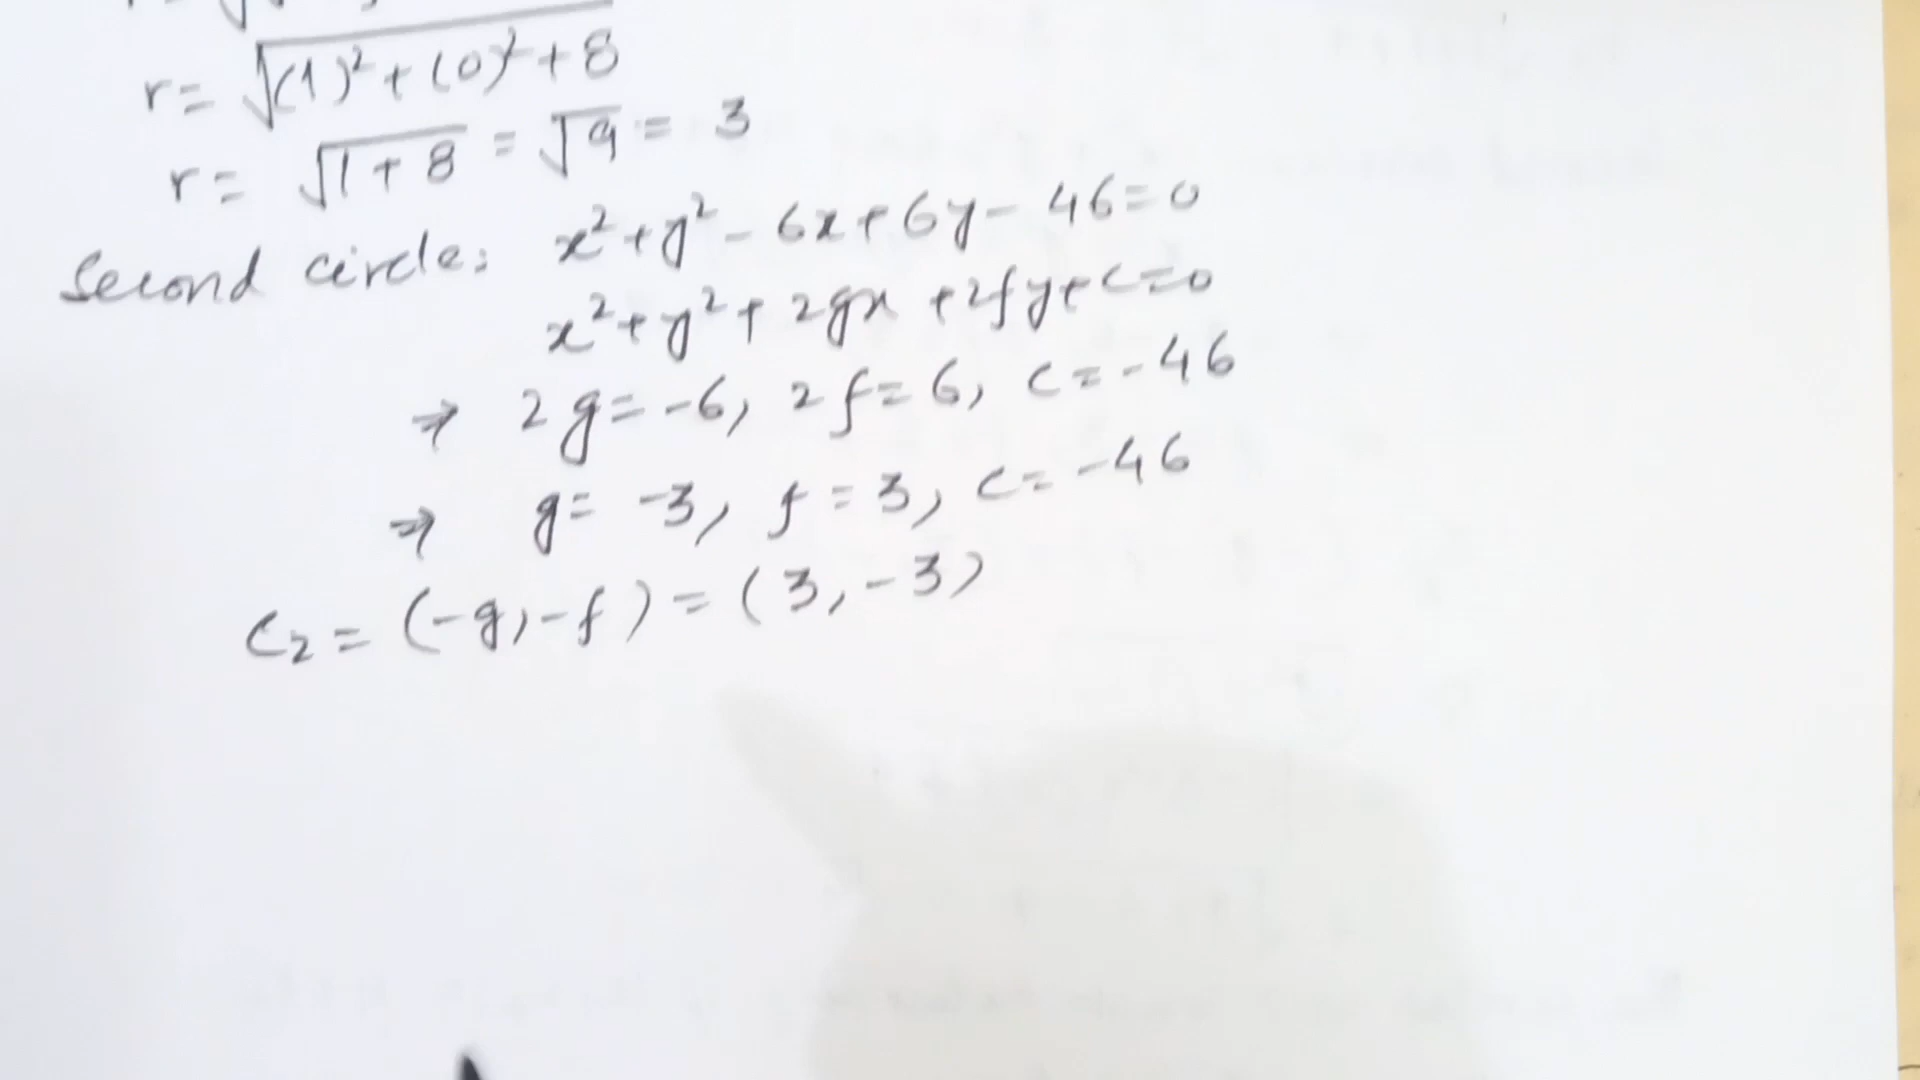 r = √(1)² + (0)² + 8
r = √1 + 8 = √9 = 3
Second circle: x² + y² - 6x + 6y - 46 = 0
x² + y² + 2gx + 2fy + c = 0
⇒ 2g = -6, 2f = 6, c = -46
⇒ g = -3, f = 3, c = -46
C₂ = (-g, -f) = (3, -3)